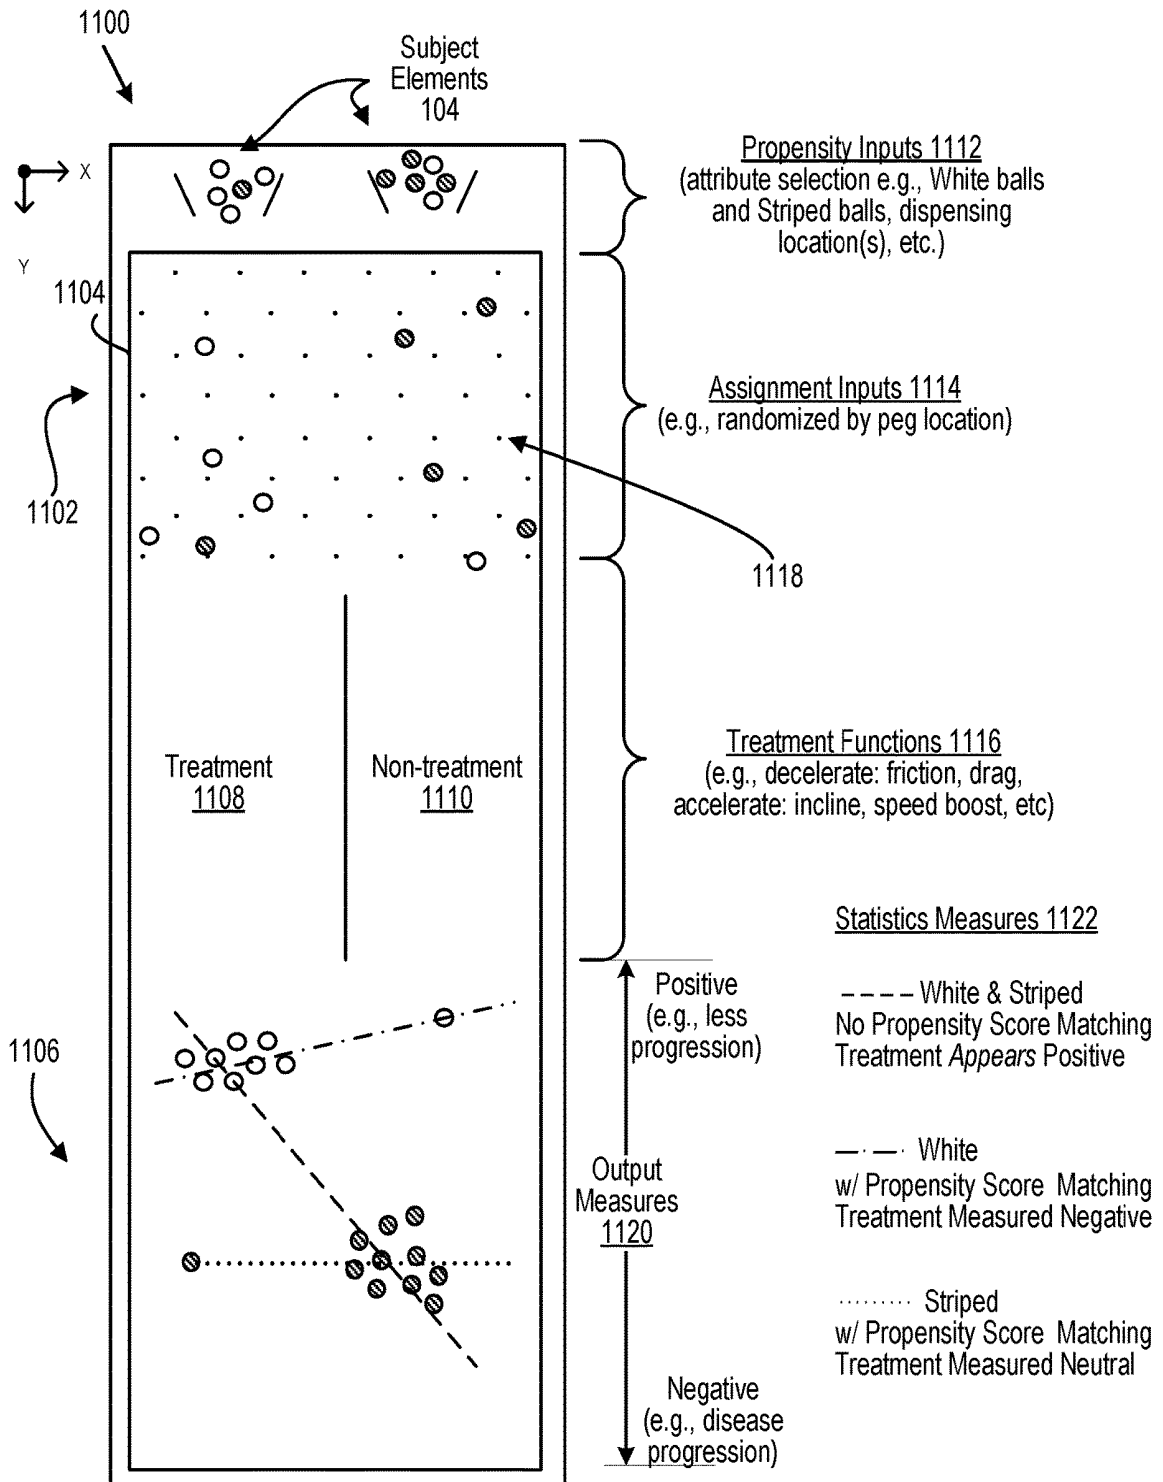 1100
Subject
Elements
104
X
Y
Propensity Inputs 1112
(attribute selection e.g., White balls
and Striped balls, dispensing
location(s), etc.)
1104
1102
Assignment Inputs 1114
(e.g., randomized by peg location)
1118
Treatment
1108
Non-treatment
1110
Treatment Functions 1116
(e.g., decelerate: friction, drag,
accelerate: incline, speed boost, etc)
1106
Positive
(e.g., less
progression)
Output
Measures
1120
Negative
(e.g., disease
progression)
Statistics Measures 1122
White & Striped
No Propensity Score Matching
Treatment Appears Positive
White
w/ Propensity Score Matching
Treatment Measured Negative
Striped
w/ Propensity Score Matching
Treatment Measured Neutral